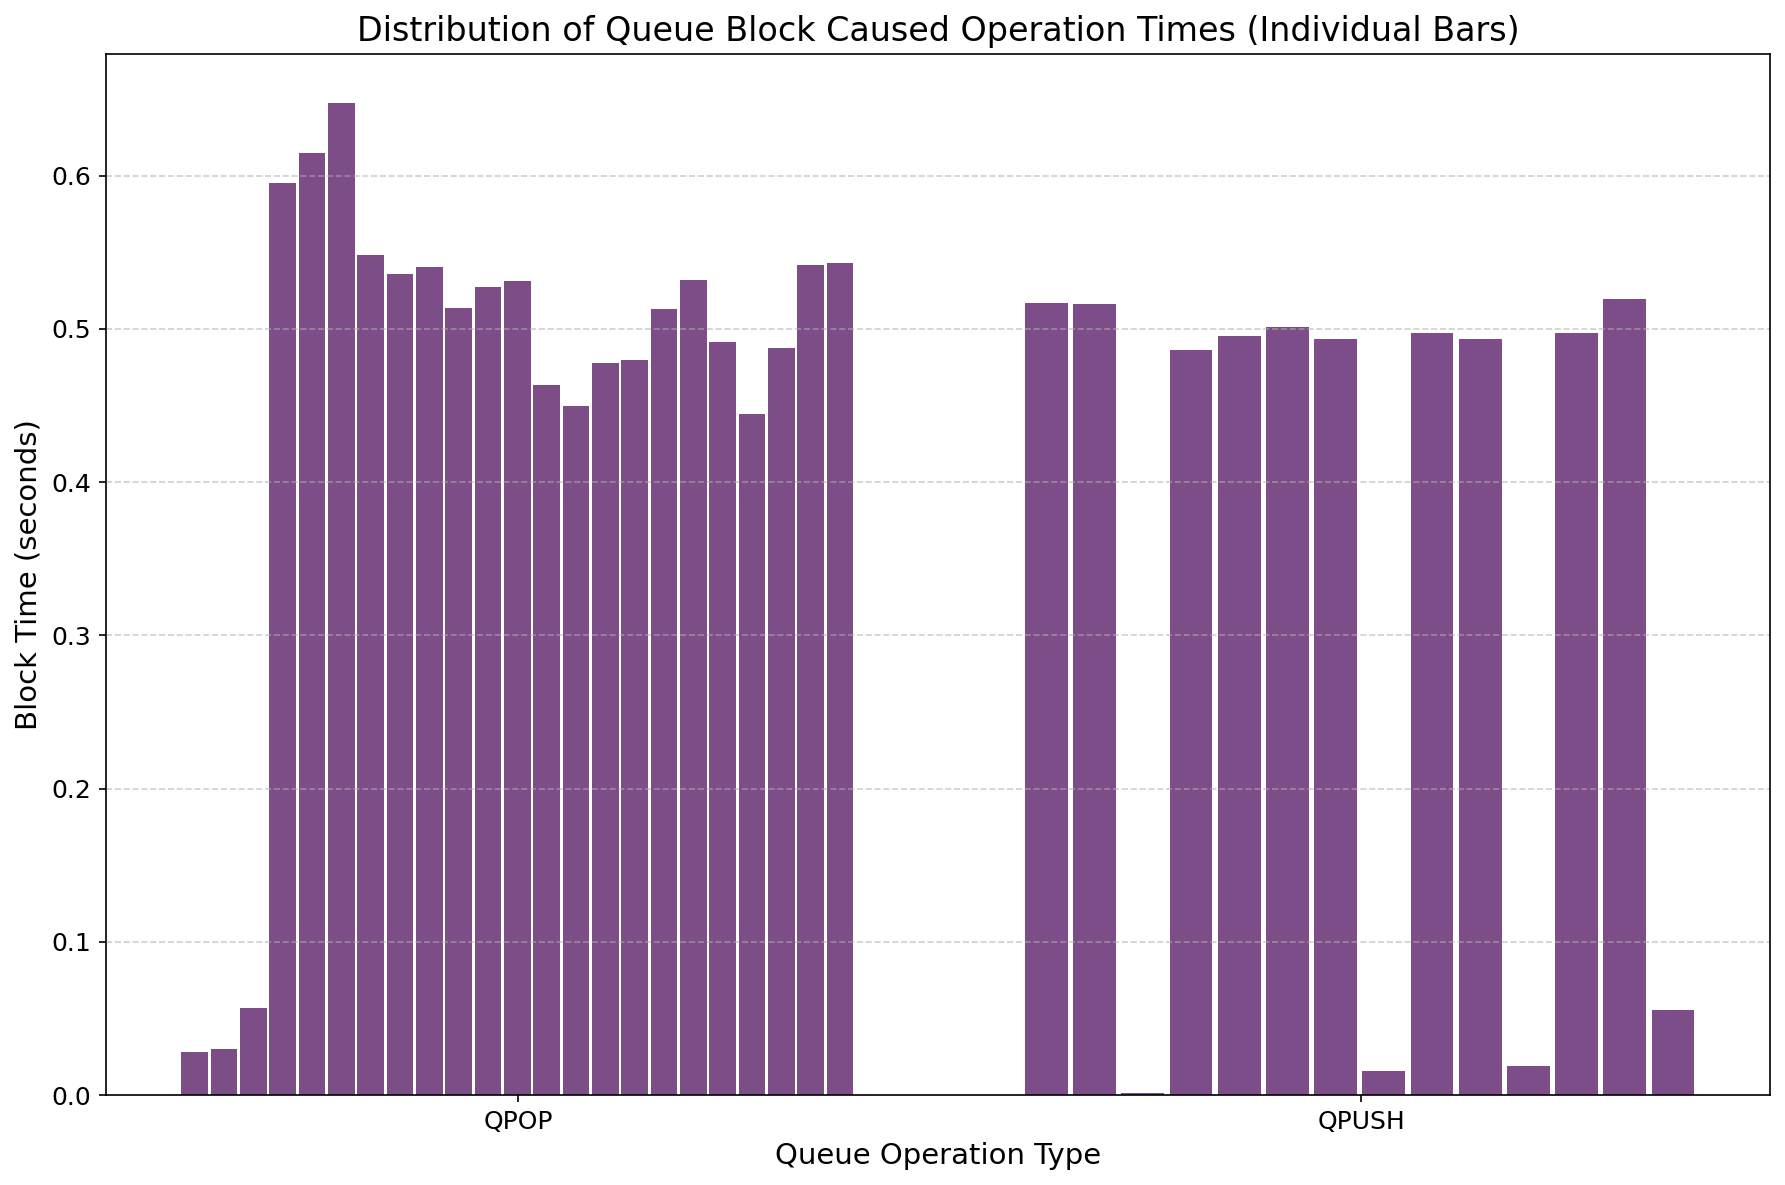 Distribution of Queue Block Caused Operation Times (Individual Bars)
Block Time (seconds)
0.6
0.5
0.4
0.3
0.2
0.1
0.0
QPOP
QPUSH
Queue Operation Type